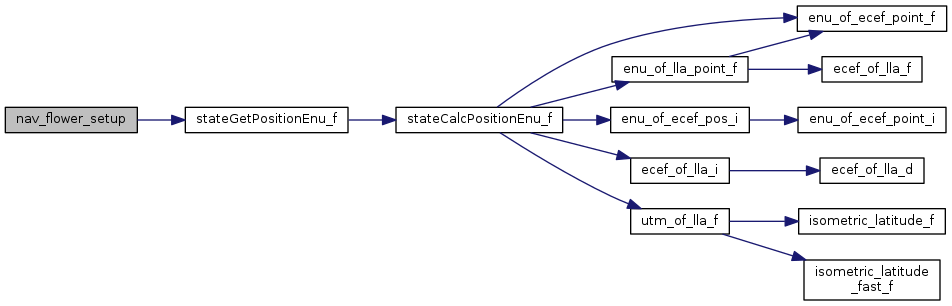 enu_of_ecef_point_f
enu_of_lla_point_f
ecef_of_lla_f
nav_flower_setup
stateGetPositionEnu_f
stateCalcPositionEnu_f
enu_of_ecef_pos_i
enu_of_ecef_point_i
ecef_of_lla_i
ecef_of_lla_d
utm_of_lla_f
isometric_latitude_f
isometric_latitude
_fast_f